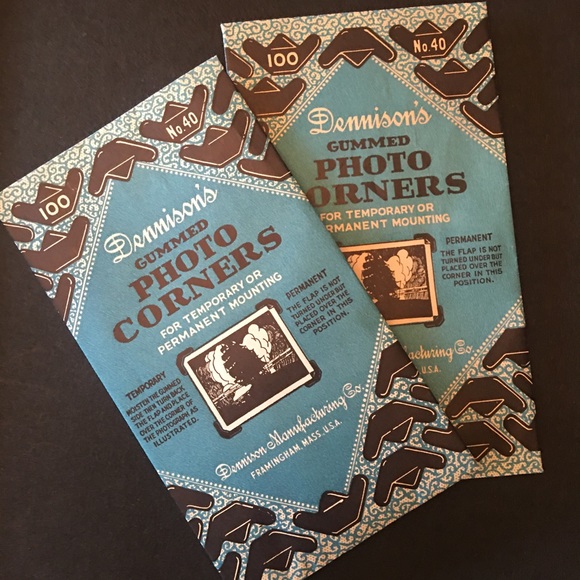 100
No. 40
Dennison's
GUMMED
PHOTO
CORNERS
FOR TEMPORARY OR
PERMANENT MOUNTING
TEMPORARY
MOISTEN THE GUMMED
SIDE THEN TURN BACK
THE FLAP AND PLACE
OVER THE CORNER OF
THE PHOTOGRAPH AS
ILLUSTRATED.
PERMANENT
THE FLAP IS NOT
TURNED UNDER BUT
PLACED OVER THE
CORNER IN THIS
POSITION.
Dennison Manufacturing Co.
FRAMINGHAM, MASS. U.S.A.
100
No. 40
Dennison's
GUMMED
PHOTO
ORNERS
FOR TEMPORARY OR
RMANENT MOUNTING
PERMANENT
THE FLAP IS NOT
TURNED UNDER BUT
PLACED OVER THE
CORNER IN THIS
POSITION.
facturing Co.
U.S.A.